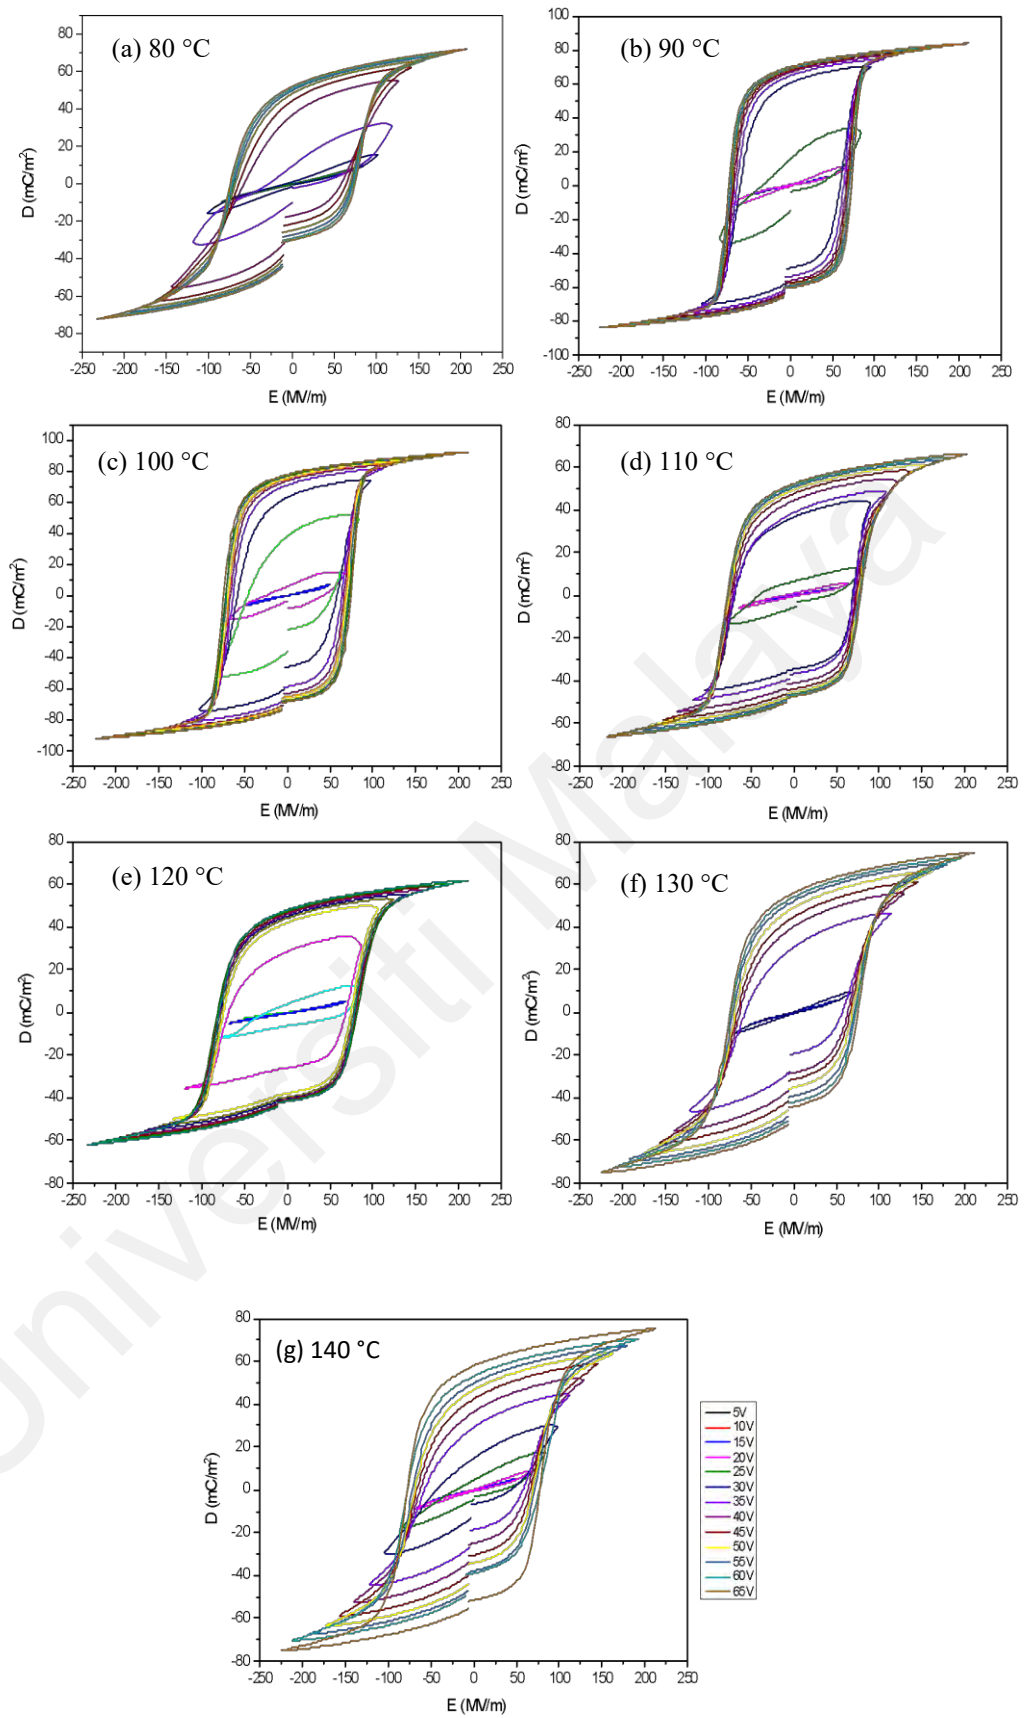 (a) 80 °C
80
60
40
20
0
-20
-40
-60
-80
D (mC/m²)
-250 -200 -150 -100 -50 0 50 100 150 200 250
E (MV/m)
(b) 90 °C
100
80
60
40
20
0
-20
-40
-60
-80
-100
D (mC/m²)
-250 -200 -150 -100 -50 0 50 100 150 200 250
E (MV/m)
(c) 100 °C
100
80
60
40
20
0
-20
-40
-60
-80
-100
D (mC/m²)
-250 -200 -150 -100 -50 0 50 100 150 200 250
E (MV/m)
(d) 110 °C
80
60
40
20
0
-20
-40
-60
-80
D (mC/m²)
-250 -200 -150 -100 -50 0 50 100 150 200 250
E (MV/m)
(e) 120 °C
80
60
40
20
0
-20
-40
-60
-80
D (mC/m²)
-250 -200 -150 -100 -50 0 50 100 150 200 250
E (MV/m)
(f) 130 °C
80
60
40
20
0
-20
-40
-60
-80
D (mC/m²)
-250 -200 -150 -100 -50 0 50 100 150 200 250
E (MV/m)
(g) 140 °C
80
60
40
20
0
-20
-40
-60
-80
D (mC/m²)
-250 -200 -150 -100 -50 0 50 100 150 200 250
E (MV/m)
5V
10V
15V
20V
25V
30V
35V
40V
45V
50V
55V
60V
65V
Universiti Malaya